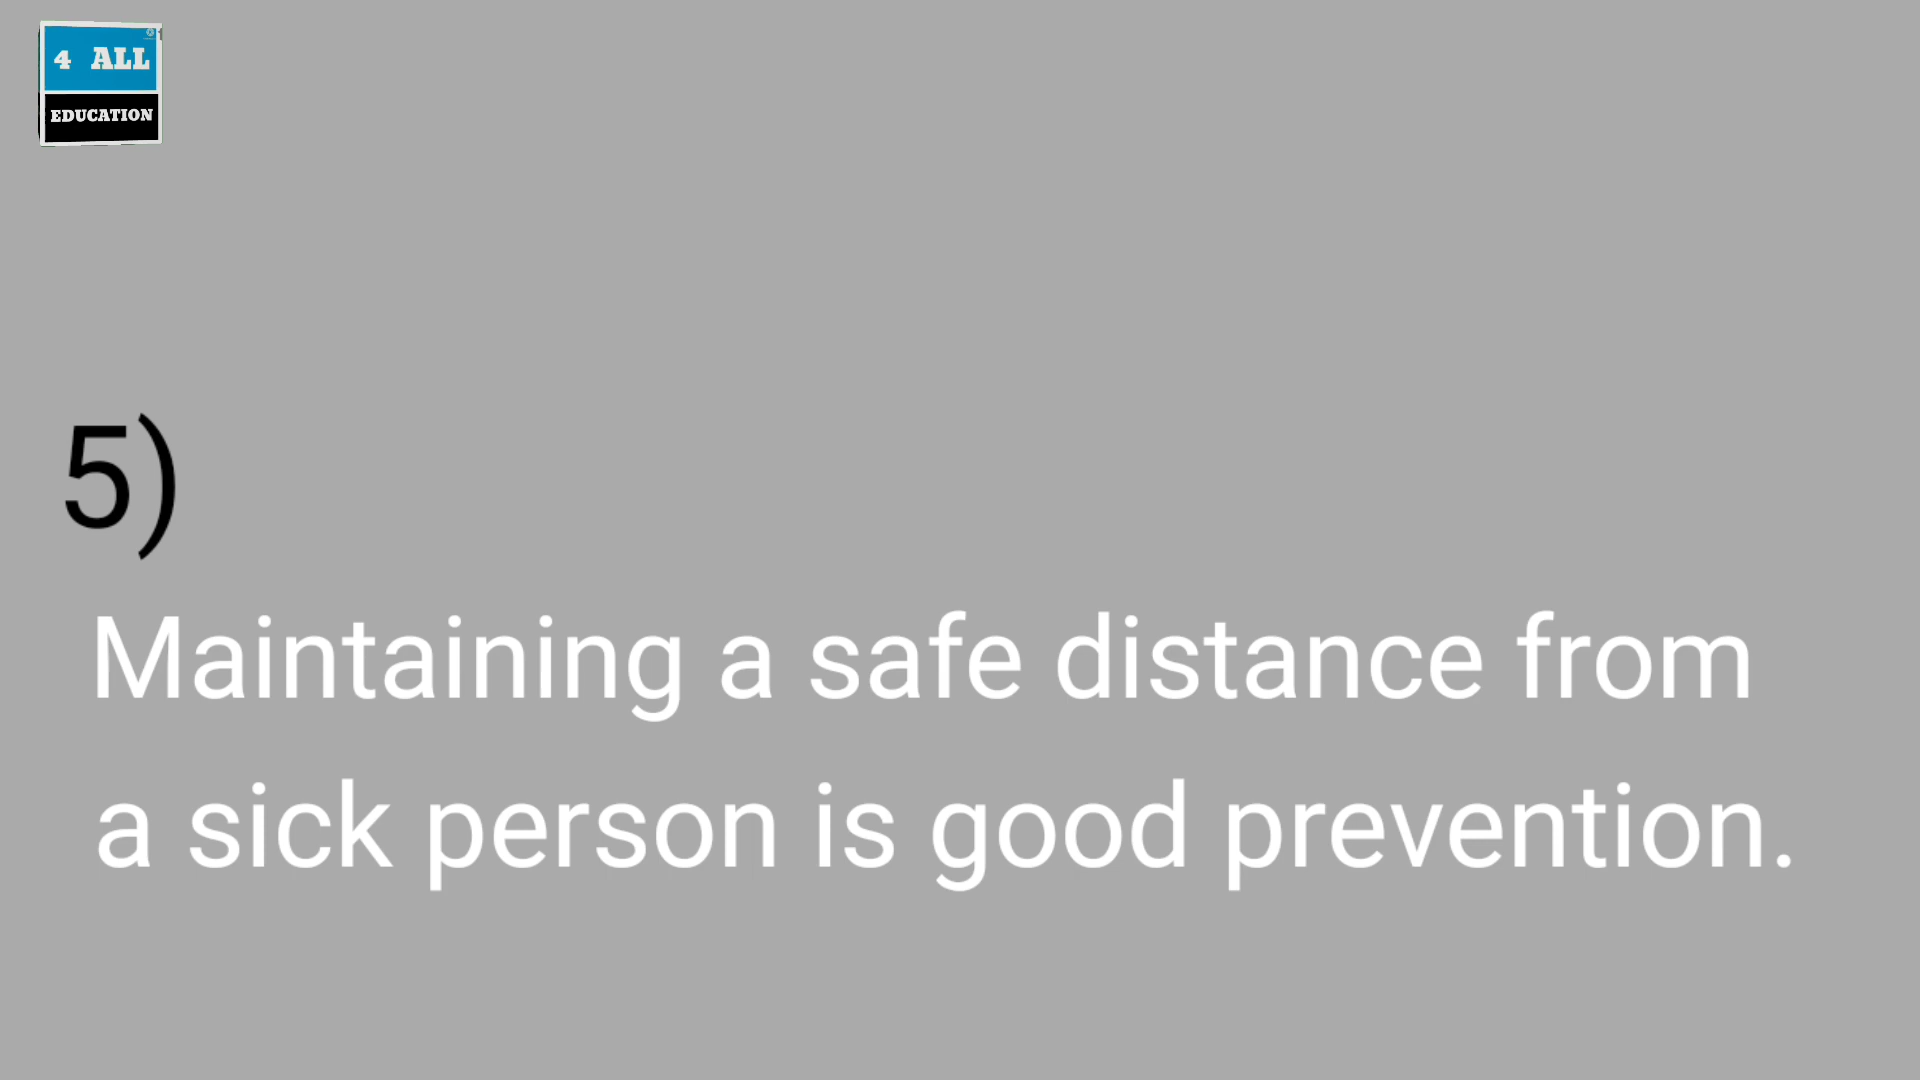 4 ALL
EDUCATION
5)
Maintaining a safe distance from
a sick person is good prevention.